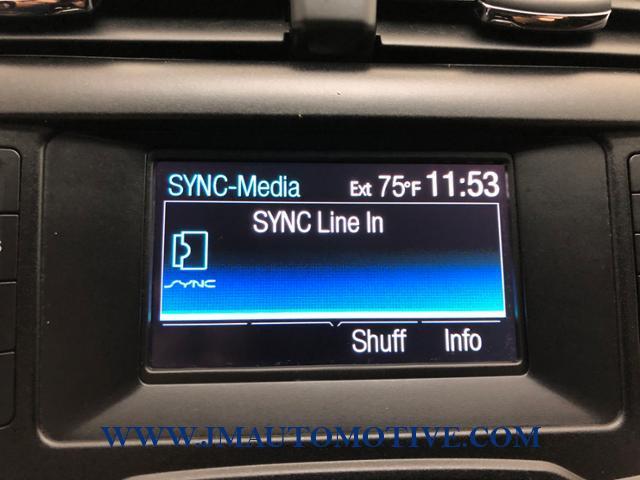 SYNC-Media Ext 75°F 11:53
SYNC Line In
SYNC
Shuff Info
WWW.JMAUTOMOTIVE.COM